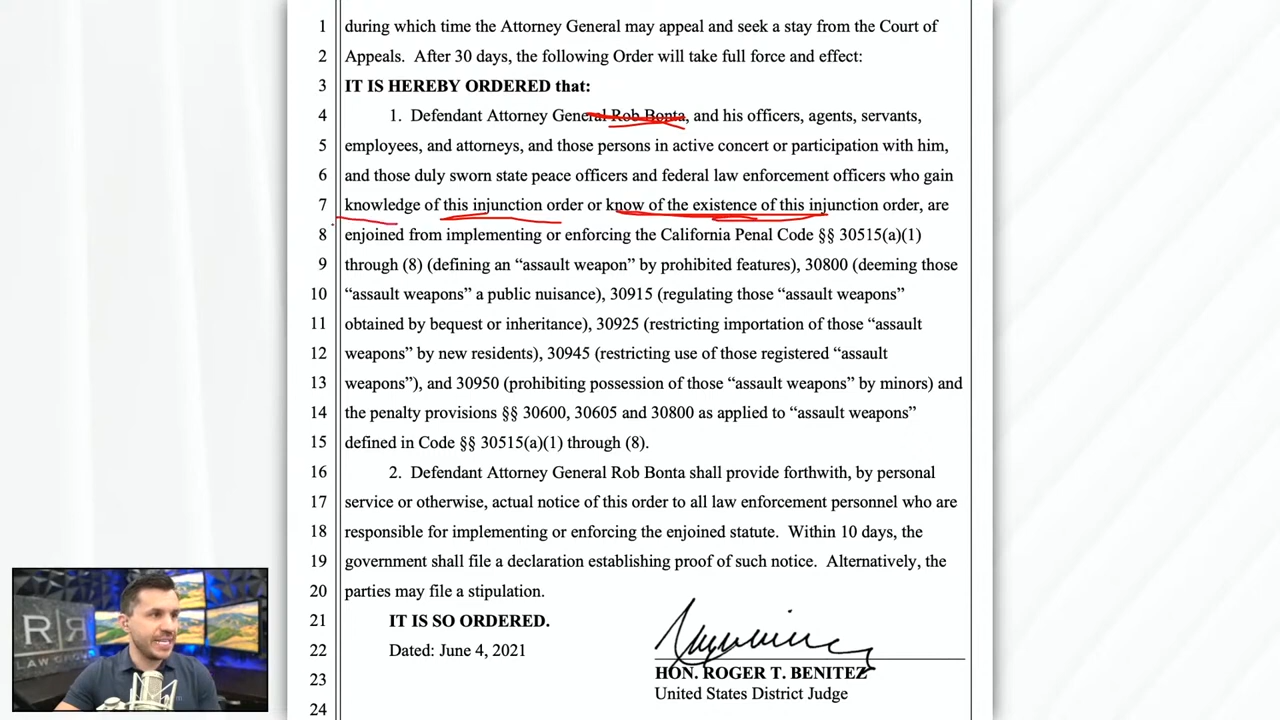 1 during which time the Attorney General may appeal and seek a stay from the Court of
2 Appeals. After 30 days, the following Order will take full force and effect:
3 IT IS HEREBY ORDERED that:
4 1. Defendant Attorney General Rob Bonta, and his officers, agents, servants,
5 employees, and attorneys, and those persons in active concert or participation with him,
6 and those duly sworn state peace officers and federal law enforcement officers who gain
7 knowledge of this injunction order or know of the existence of this injunction order, are
8 enjoined from implementing or enforcing the California Penal Code §§ 30515(a)(1)
9 through (8) (defining an “assault weapon” by prohibited features), 30800 (deeming those
10 “assault weapons” a public nuisance), 30915 (regulating those “assault weapons”
11 obtained by bequest or inheritance), 30925 (restricting importation of those “assault
12 weapons” by new residents), 30945 (restricting use of those registered “assault
13 weapons”), and 30950 (prohibiting possession of those “assault weapons” by minors) and
14 the penalty provisions §§ 30600, 30605 and 30800 as applied to “assault weapons”
15 defined in Code §§ 30515(a)(1) through (8).
16 2. Defendant Attorney General Rob Bonta shall provide forthwith, by personal
17 service or otherwise, actual notice of this order to all law enforcement personnel who are
18 responsible for implementing or enforcing the enjoined statute. Within 10 days, the
19 government shall file a declaration establishing proof of such notice. Alternatively, the
20 parties may file a stipulation.
21 IT IS SO ORDERED.
22 Dated: June 4, 2021
23 HON. ROGER T. BENITEZ
United States District Judge
24
R R
LAW GROUP